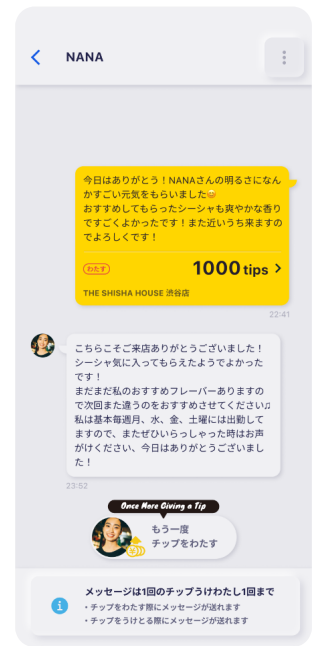 NANA
今日はありがとう！NANAさんの明るさになん
かすごい元気をもらいました😄
おすすめしてもらったシーシャも爽やかな香り
ですごくよかったです！また近いうち来ますの
でよろしくです！
わたす
1000 tips >
THE SHISHA HOUSE 渋谷店
22:41
こちらこそご来店ありがとうございました！
シーシャ気に入ってもらえたようでよかった
です！
まだまだ私のおすすめフレーバーありますの
で次回また違うのをおすすめさせてください♫
私は基本毎週月、水、金、土曜には出勤して
ますので、またぜひいらっしゃった時はお声
がけください、今日はありがとうございまし
た！
23:52
Once More Giving a Tip
もう一度
チップをわたす
メッセージは1回のチップうけわたし1回まで
・チップをわたす際にメッセージが送れます
・チップをうけとる際にメッセージが送れます